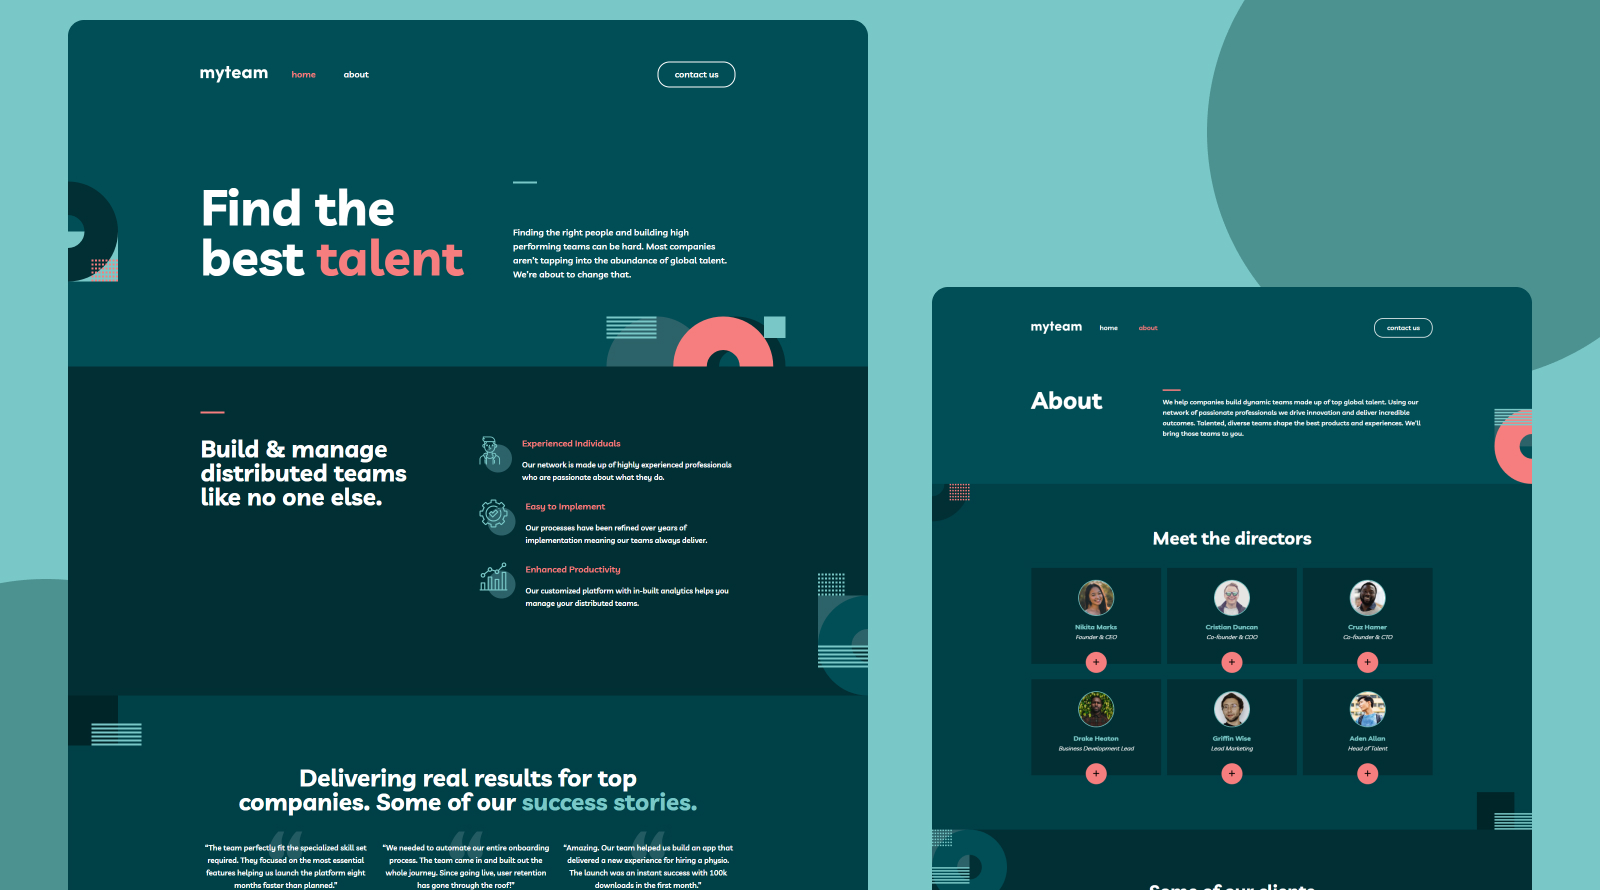 myteam home about contact us
Find the
best talent
Finding the right people and building high
performing teams can be hard. Most companies
aren't tapping into the abundance of global talent.
We're about to change that.
Build & manage
distributed teams
like no one else.
Experienced Individuals
Our network is made up of highly experienced professionals
who are passionate about what they do.
Easy to Implement
Our processes have been refined over years of
implementation meaning our teams always deliver.
Enhanced Productivity
Our customized platform with in-built analytics helps you
manage your distributed teams.
Delivering real results for top
companies. Some of our success stories.
“The team perfectly fit the specialized skill set
required. They focused on the most essential
features helping us launch the platform eight
months faster than planned.”
“We needed to automate our entire onboarding
process. The team came in and built out the
whole journey. Since going live, user retention
has gone through the roof!”
“Amazing. Our team helped us build an app that
delivered a new experience for hiring a physio.
The launch was an instant success with 100k
downloads in the first month.”
myteam home about contact us
About
We help companies build dynamic teams made up of top global talent. Using our
network of passionate professionals we drive innovation and deliver incredible
outcomes. Talented, diverse teams shape the best products and experiences. We'll
bring those teams to you.
Meet the directors
Nikita Marks
Founder & CEO
Cristian Duncan
Co-founder & COO
Cruz Hamer
Co-founder & CTO
Drake Heaton
Business Development Lead
Griffin Wise
Lead Marketing
Aden Allan
Head of Talent
Some of our clients